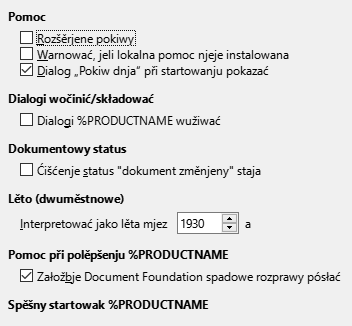 Pomoc
Rozšěrjene pokiwy
Warnować, jeli lokalna pomoc njeje instalowana
Dialog „Pokiw dnja“ při startowanju pokazać
Dialogi wočinić/składować
Dialogi %PRODUCTNAME wužiwać
Dokumentowy status
Ćišćenje status "dokument změnjeny" staja
Lěto (dwuměstnowe)
Interpretować jako lěta mjez 1930 a
Pomoc při polěpšenju %PRODUCTNAME
Załožbje Document Foundation spadowe rozprawy pósłać
Spěšny startowak %PRODUCTNAME